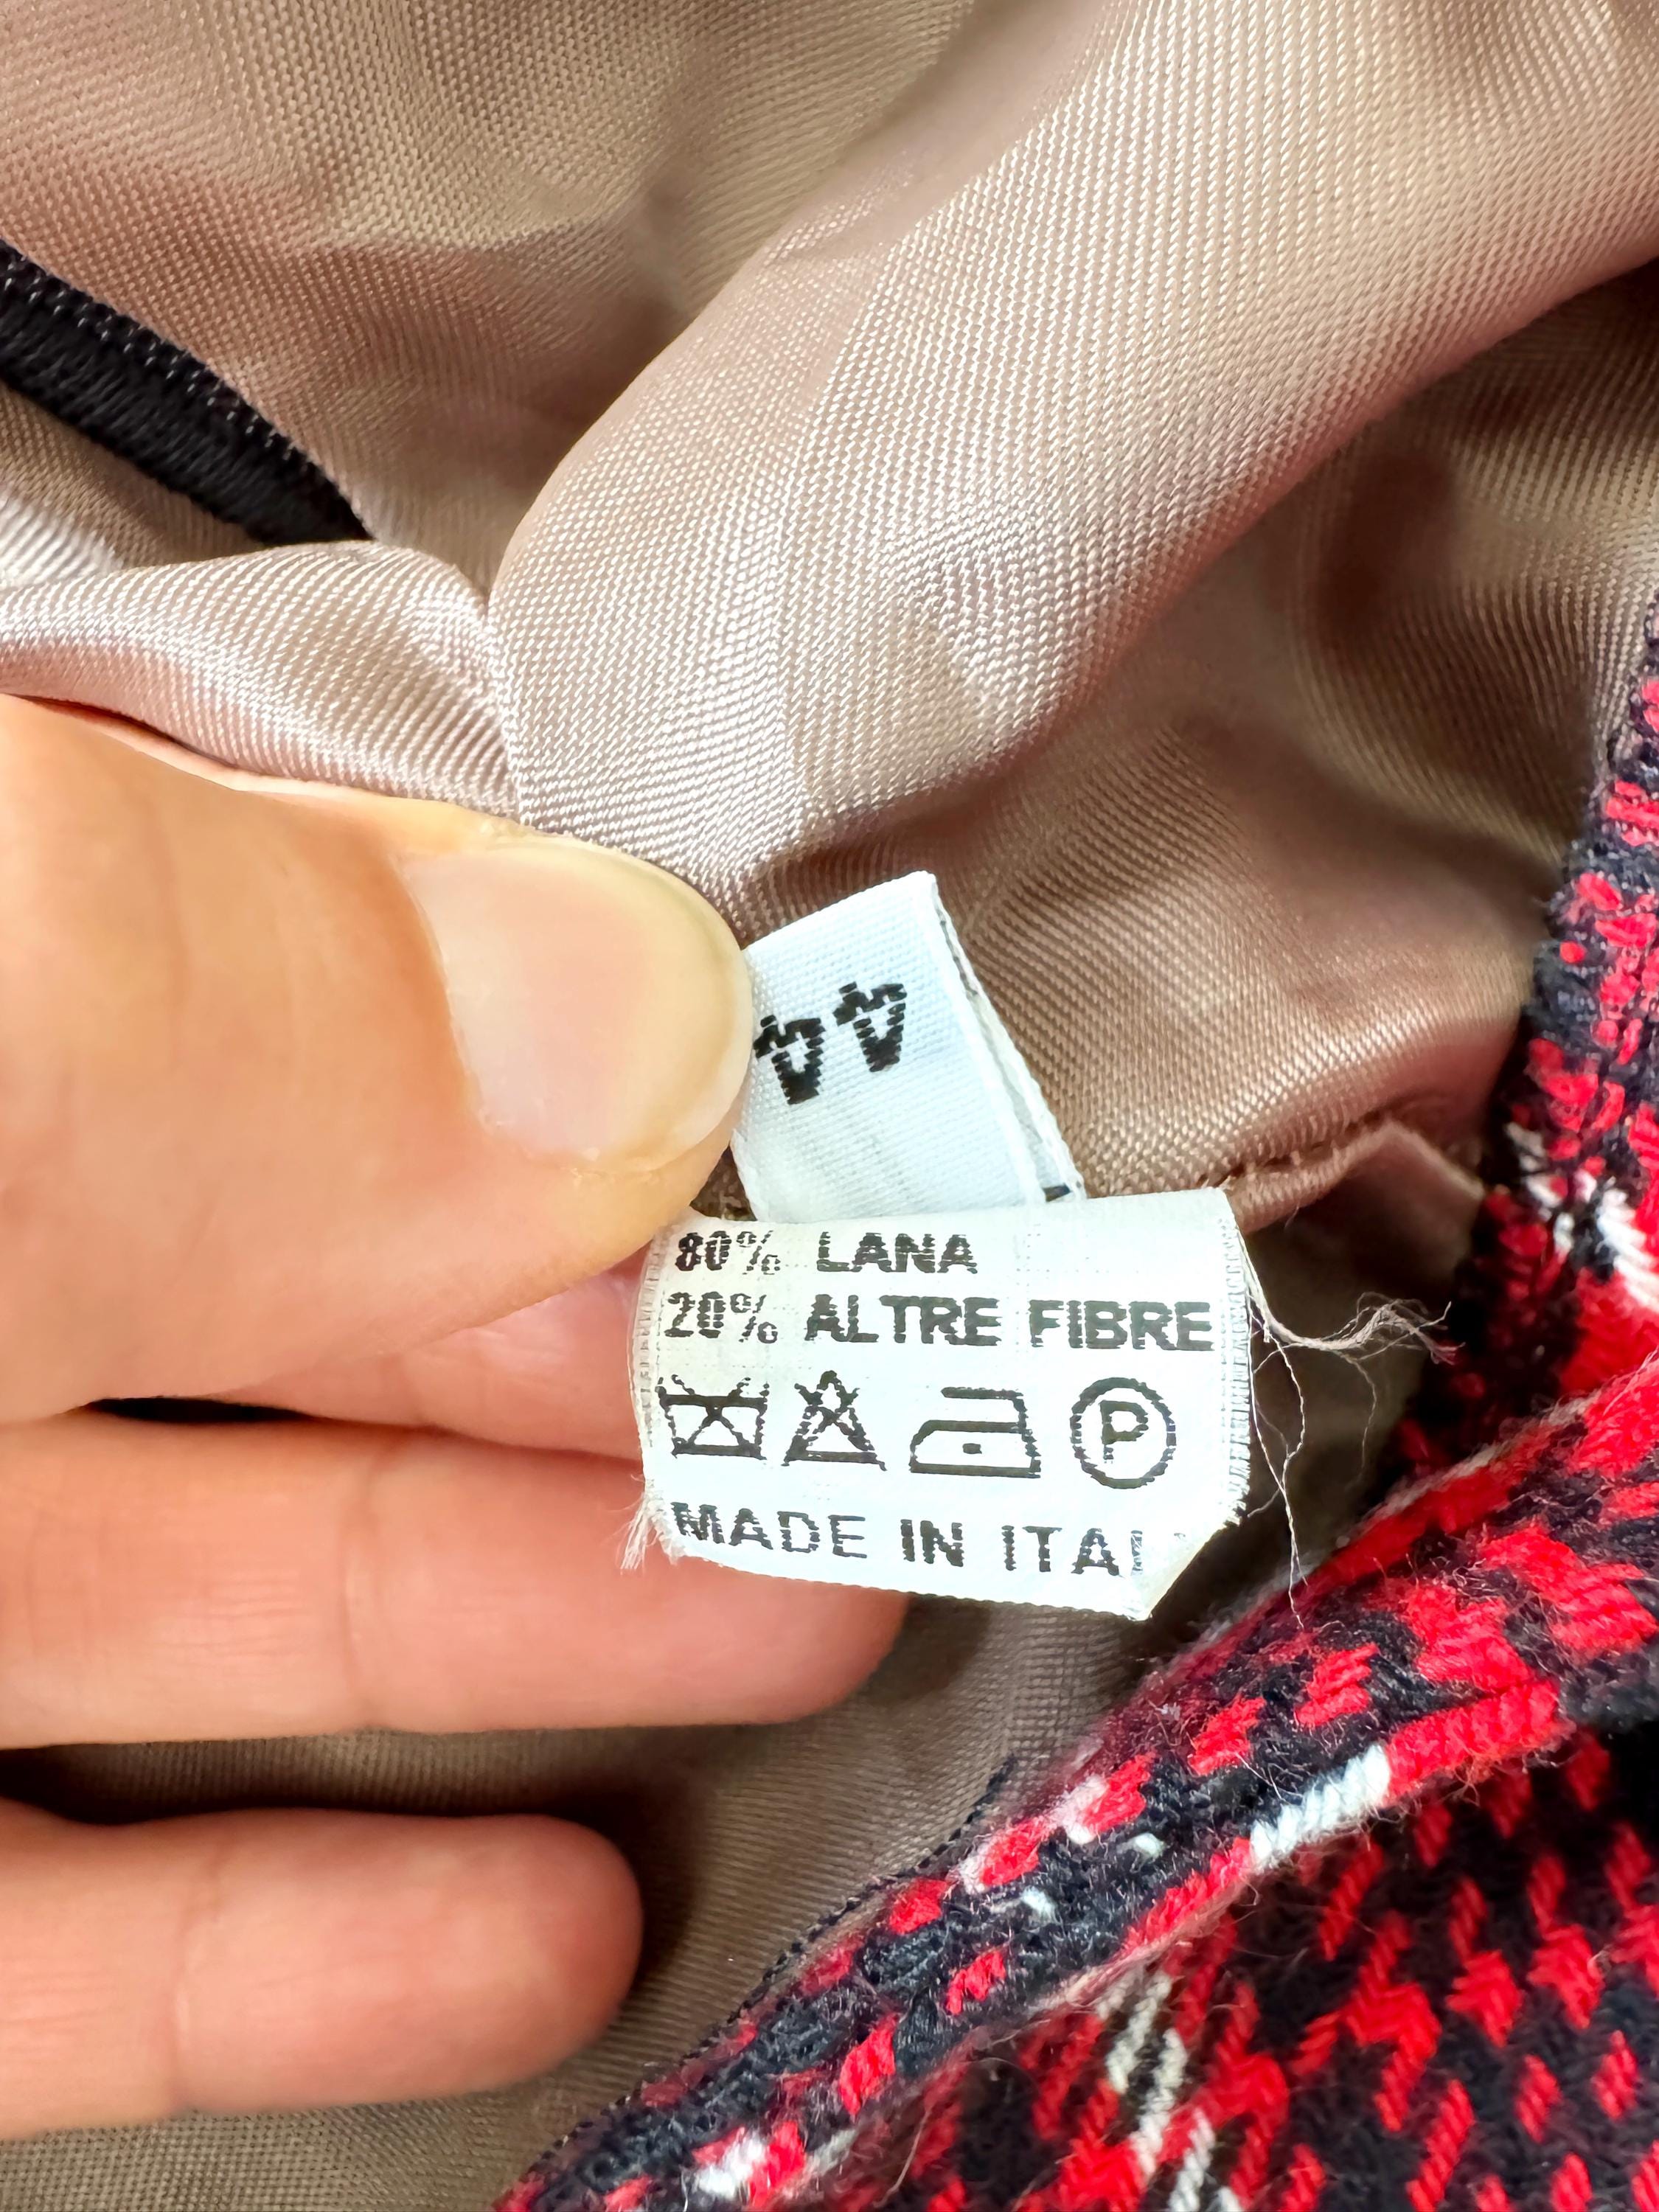 44
80% LANA
20% ALTRE FIBRE
P
MADE IN ITAL